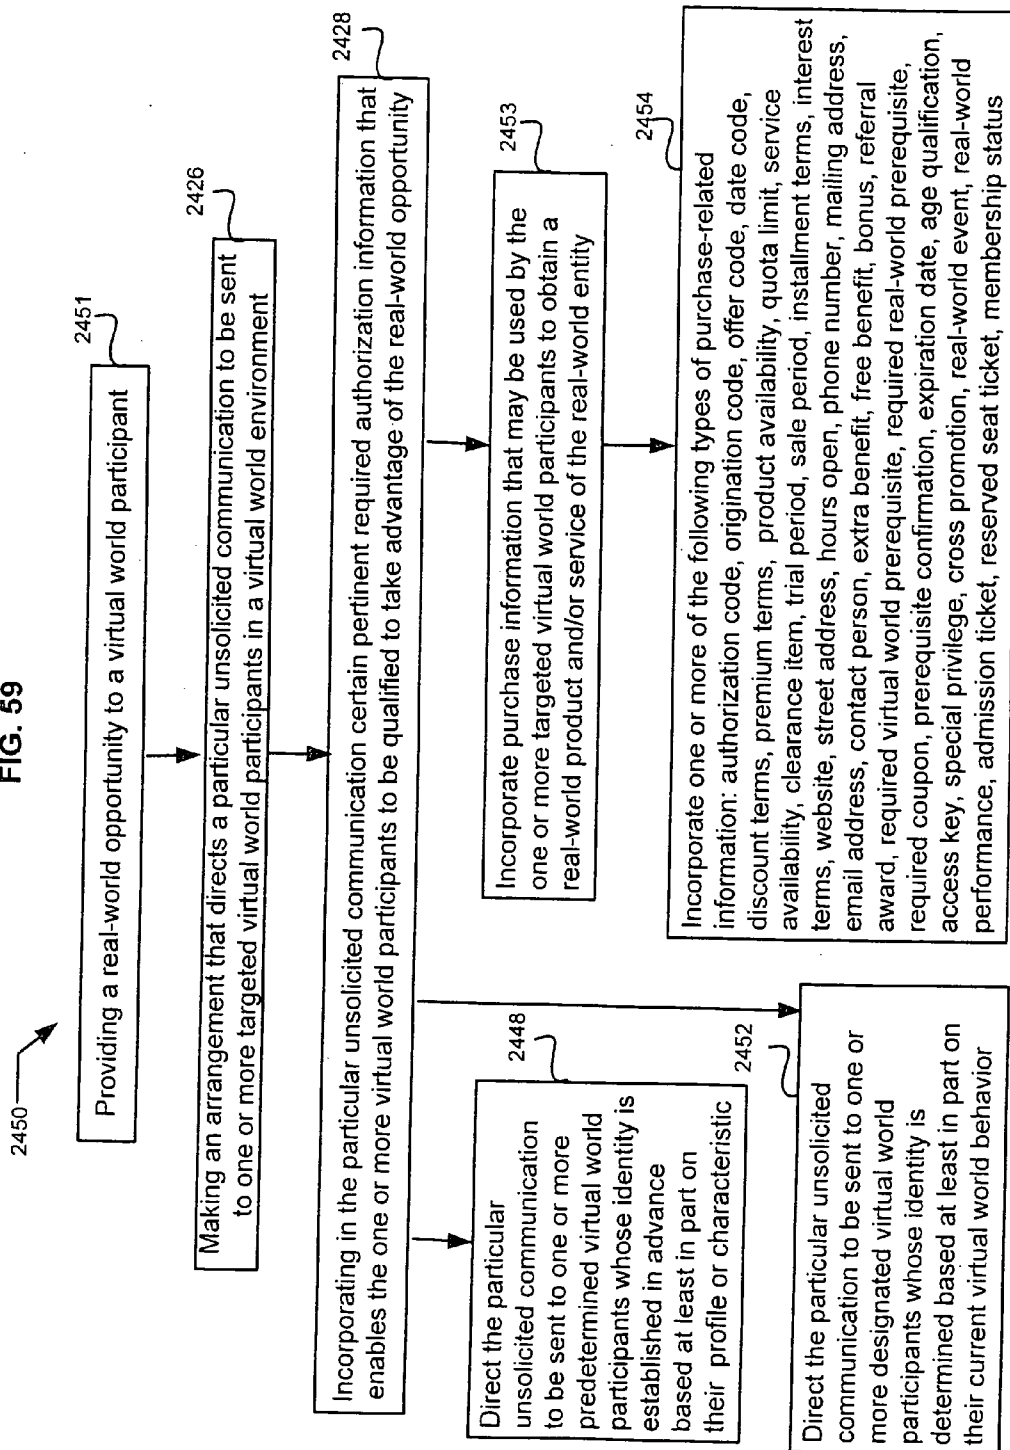 FIG. 59
2450
2451
Providing a real-world opportunity to a virtual world participant
2426
Making an arrangement that directs a particular unsolicited communication to be sent
to one or more targeted virtual world participants in a virtual world environment
2428
Incorporating in the particular unsolicited communication certain pertinent required authorization information that
enables the one or more virtual world participants to be qualified to take advantage of the real-world opportunity
2448
Direct the particular
unsolicited communication
to be sent to one or more
predetermined virtual world
participants whose identity is
established in advance
based at least in part on
their profile or characteristic
2453
Incorporate purchase information that may be used by the
one or more targeted virtual world participants to obtain a
real-world product and/or service of the real-world entity
2452
Direct the particular unsolicited
communication to be sent to one or
more designated virtual world
participants whose identity is
determined based at least in part on
their current virtual world behavior
2454
Incorporate one or more of the following types of purchase-related
information: authorization code, origination code, offer code, date code,
discount terms, premium terms, product availability, quota limit, service
availability, clearance item, trial period, sale period, installment terms, interest
terms, website, street address, hours open, phone number, mailing address,
email address, contact person, extra benefit, free benefit, bonus, referral
award, required virtual world prerequisite, required real-world prerequisite,
required coupon, prerequisite confirmation, expiration date, age qualification,
access key, special privilege, cross promotion, real-world event, real-world
performance, admission ticket, reserved seat ticket, membership status